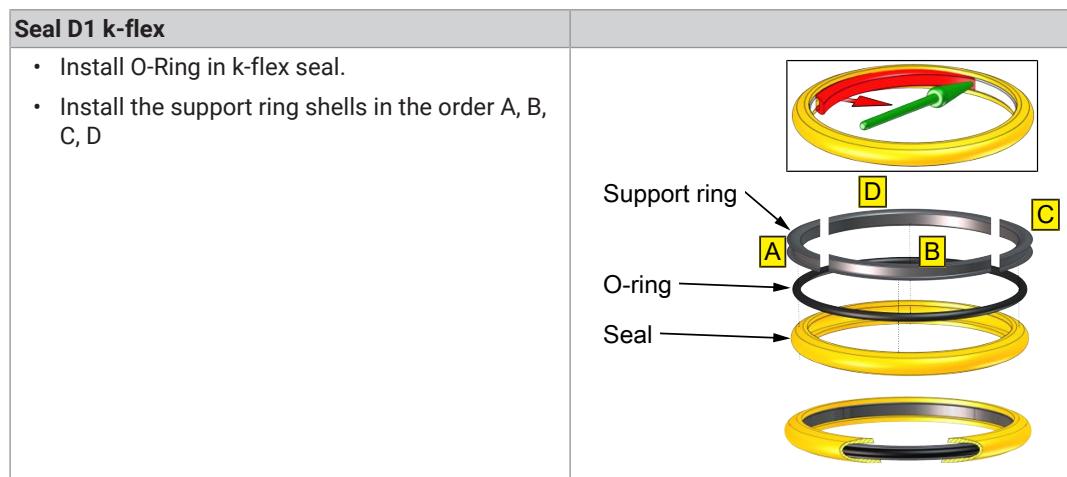 Seal D1 k-flex
• Install O-Ring in k-flex seal.
• Install the support ring shells in the order A, B,
C, D
Support ring
D
C
A
B
O-ring
Seal